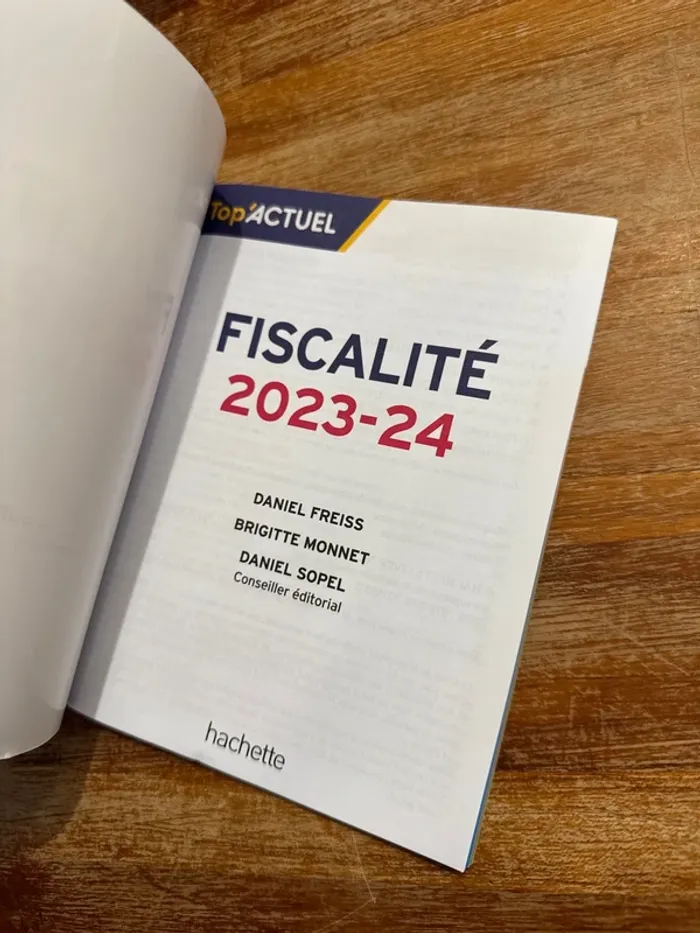 Top'ACTUEL
FISCALITÉ
2023-24
DANIEL FREISS
BRIGITTE MONNET
DANIEL SOPEL
Conseiller éditorial
hachette